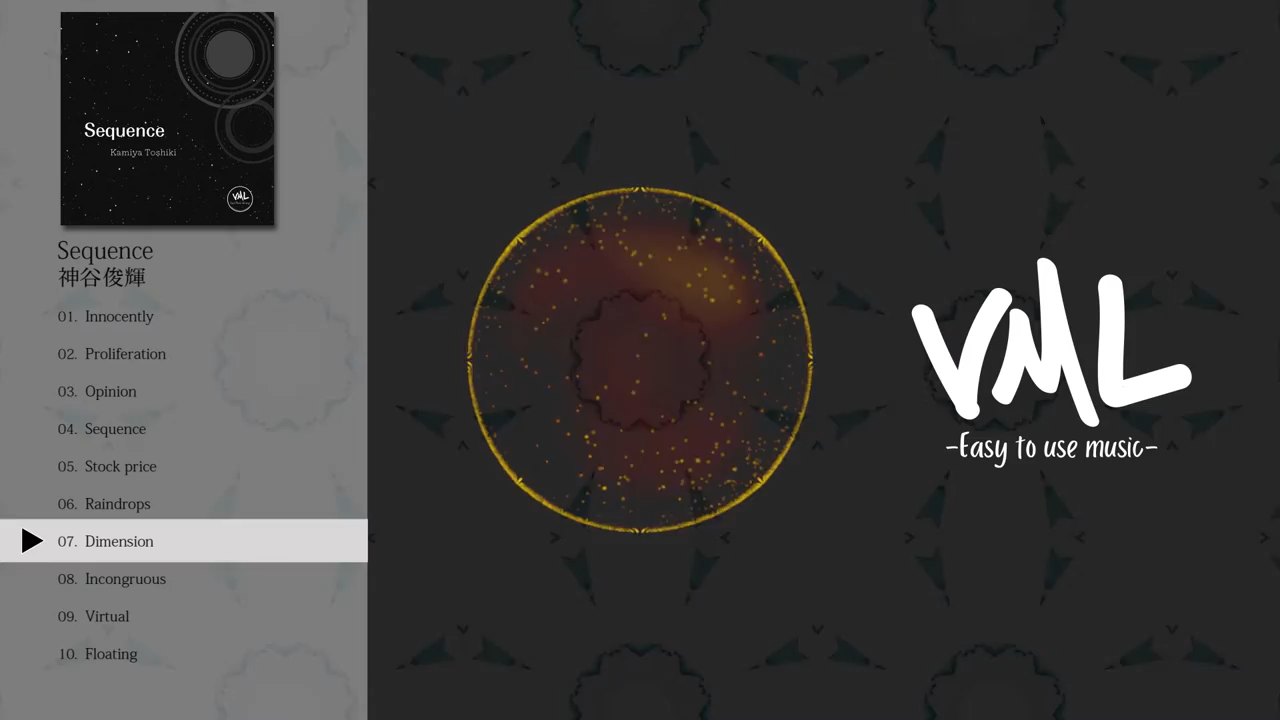 Sequence
Kamiya Toshiki
VML
Sequence
神谷俊輝
01. Innocently
02. Proliferation
03. Opinion
04. Sequence
05. Stock price
06. Raindrops
07. Dimension
08. Incongruous
09. Virtual
10. Floating
VML
-Easy to use music-